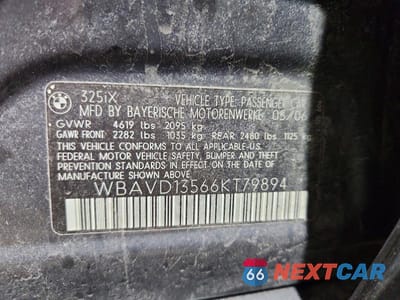 325iX VEHICLE TYPE: PASSENGER CAR
MFD BY BAYERISCHE MOTORENWERKE 05/06
GVWR 4619 lbs 2095 kg
GAWR FRONT 2282 lbs 1035 kg REAR 2480 lbs 1125 kg
THIS VEHICLE CONFORMS TO ALL APPLICABLE
FEDERAL MOTOR VEHICLE SAFETY, BUMPER,
AND THEFT PREVENTION STANDARDS IN
EFFECT ON THE DATE OF
MANUFACTURE SHOWN ABOVE.
WBAVD13566KT79894
66 NEXTCAR